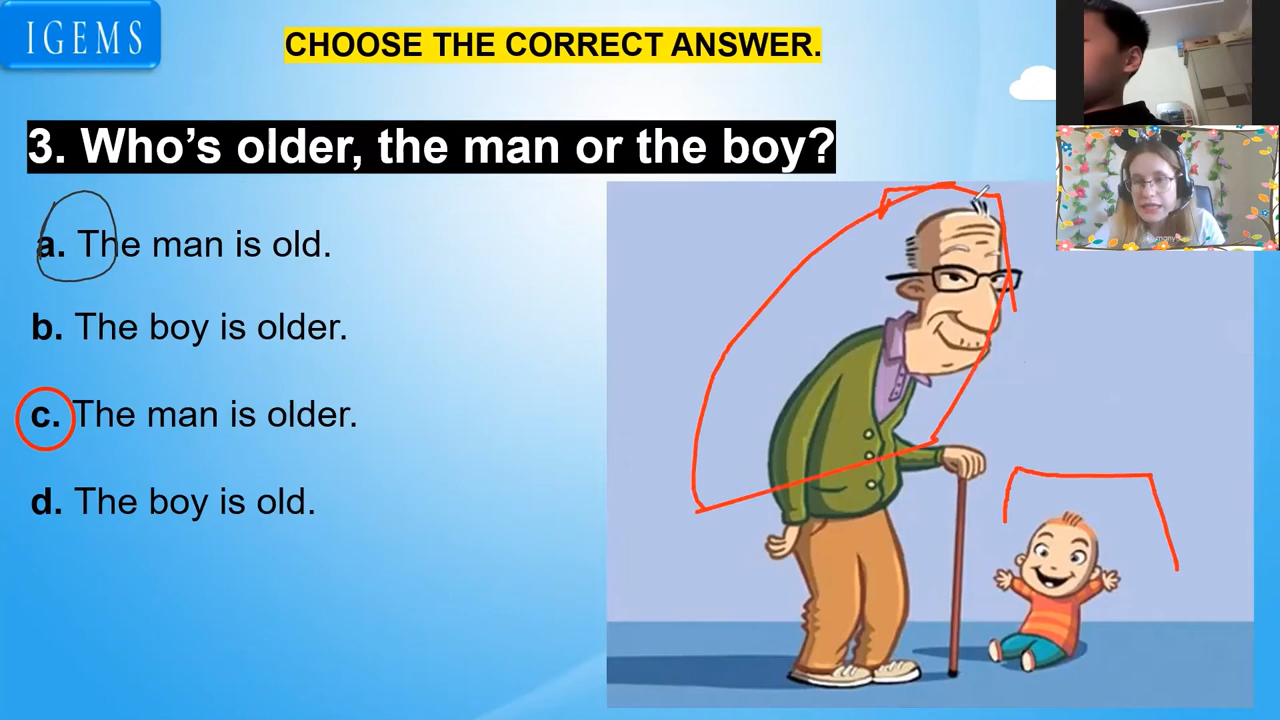 IGEMS
CHOOSE THE CORRECT ANSWER.
3. Who's older, the man or the boy?
a. The man is old.
b. The boy is older.
c. The man is older.
d. The boy is old.